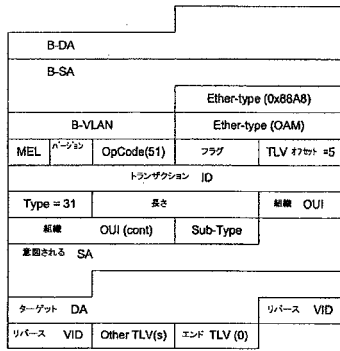 B-DA
B-SA
Ether-type (0x88A8)
B-VLAN Ether-type (OAM)
MEL バージョン OpCode(51) フラグ TLV オフセット =5
トランザクション ID
Type = 31 長さ 組織 OUI
組織 OUI (cont) Sub-Type
意図される SA
ターゲット DA リバース VID
リバース VID Other TLV(s) エンド TLV (0)